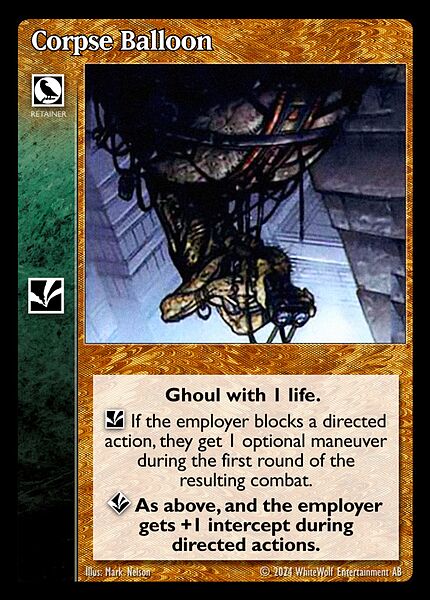 Corpse Balloon
RETAINER
Ghoul with 1 life.
If the employer blocks a directed
action, they get 1 optional maneuver
during the first round of the
resulting combat.
As above, and the employer
gets +1 intercept during
directed actions.
Illus: Mark Nelson © 2024 WhiteWolf Entertainment AB